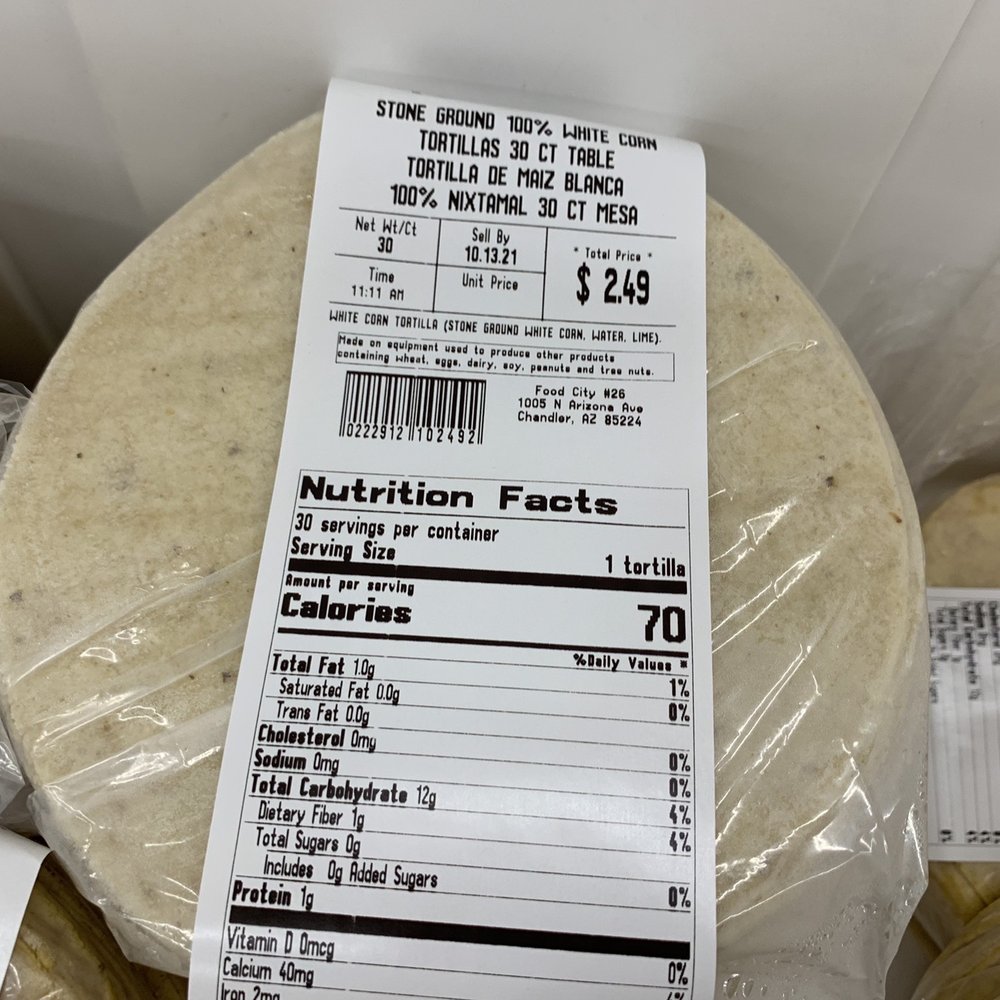 STONE GROUND 100% WHITE CORN
TORTILLAS 30 CT TABLE
TORTILLA DE MAIZ BLANCA
100% NIXTAMAL 30 CT MESA
Net Wt/Ct
30
Sell By
10.13.21
* Total Price *
$ 2.49
Time
11:11 AM
Unit Price
WHITE CORN TORTILLA (STONE GROUND WHITE CORN, WATER, LIME).
Made on equipment used to produce other products
containing wheat, eggs, dairy, soy, peanuts and tree nuts.
Food City #26
1005 N Arizona Ave
Chandler, AZ 85224
0222912 102492
Nutrition Facts
30 servings per container
Serving Size 1 tortilla
Amount per serving
Calories 70
%Daily Values *
Total Fat 1.0g 1%
Saturated Fat 0.0g 0%
Trans Fat 0.0g
Cholesterol 0mg 0%
Sodium 0mg 0%
Total Carbohydrate 12g 4%
Dietary Fiber 1g 4%
Total Sugars 0g
Includes 0g Added Sugars 0%
Protein 1g
Vitamin D 0mcg 0%
Calcium 40mg
Iron 2mg